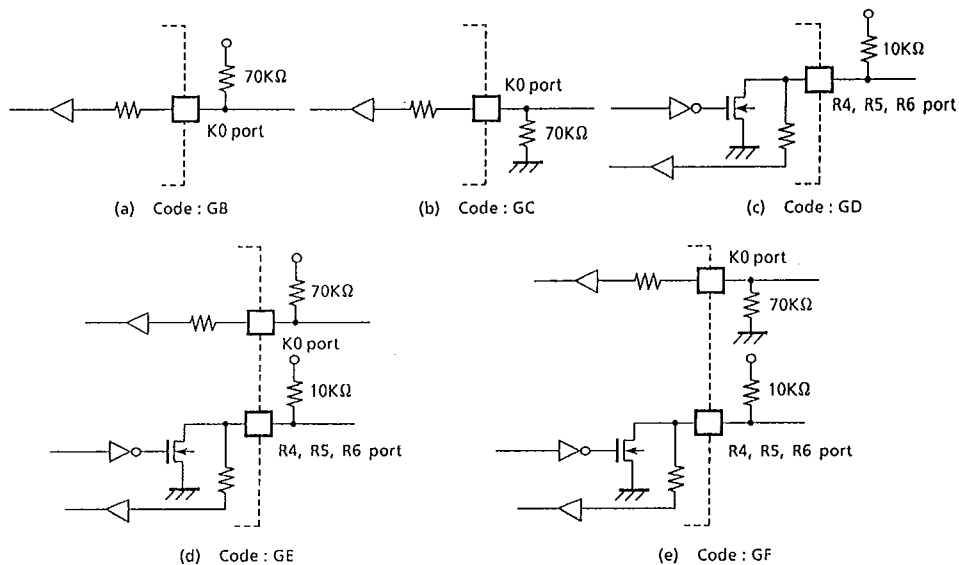 70KΩ
K0 port
(a) Code : GB
K0 port
70KΩ
(b) Code : GC
10KΩ
R4, R5, R6 port
(c) Code : GD
70KΩ
K0 port
10KΩ
R4, R5, R6 port
(d) Code : GE
K0 port
70KΩ
10KΩ
R4, R5, R6 port
(e) Code : GF